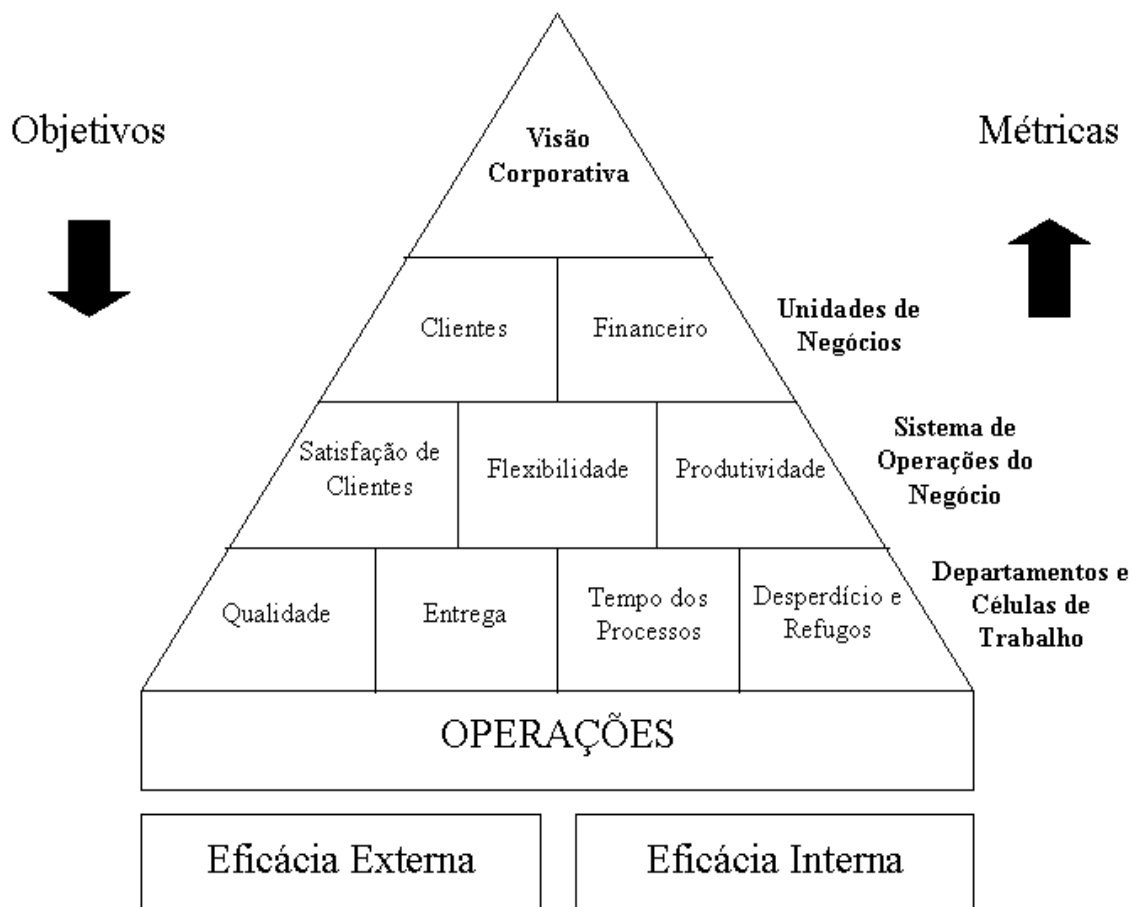 Objetivos
Métricas
Visão
Corporativa
Clientes
Financeiro
Unidades de
Negócios
Satisfação de
Clientes
Flexibilidade
Produtividade
Sistema de
Operações do
Negócio
Qualidade
Entrega
Tempo dos
Processos
Desperdício e
Refugos
Departamentos e
Células de
Trabalho
OPERAÇÕES
Eficácia Externa
Eficácia Interna